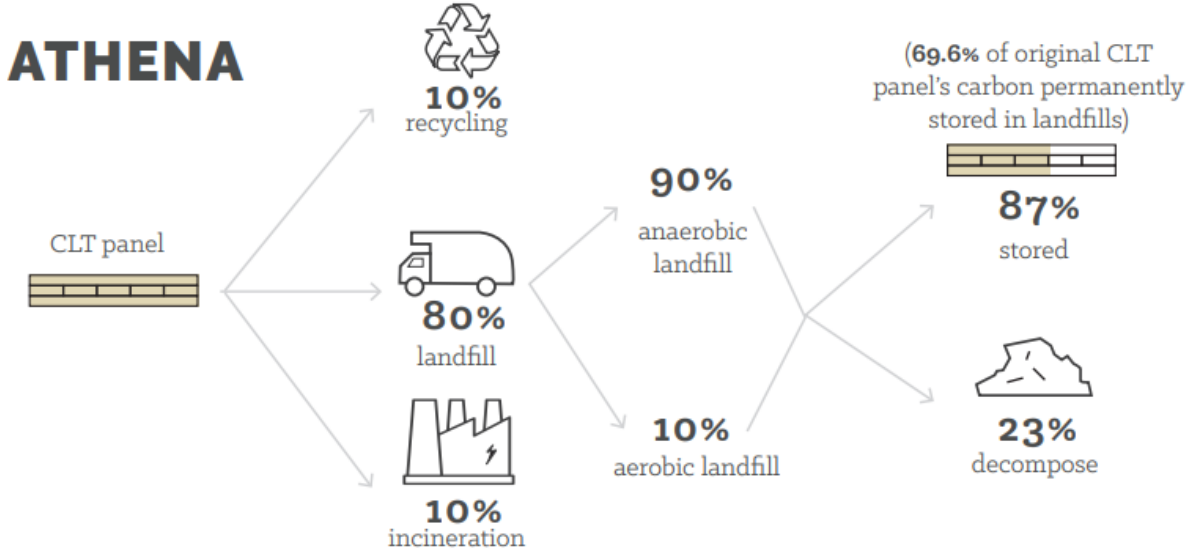 ATHENA
CLT panel
10%
recycling
80%
landfill
10%
incineration
90%
anaerobic
landfill
10%
aerobic landfill
(69.6% of original CLT
panel's carbon permanently
stored in landfills)
87%
stored
23%
decompose